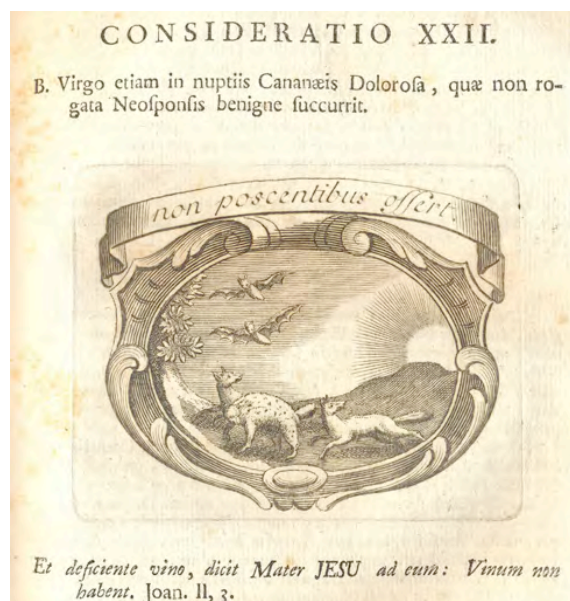 CONSIDERATIO XXII.
B. Virgo etiam in nuptiis Cananæis Doloroſa, quæ non ro-
gata Neoſponſis benigne ſuccurrit.
non poscentibus offert.
Et deficiente vino, dicit Mater JESU ad eum: Vinum non
habent. Joan. II, 3.